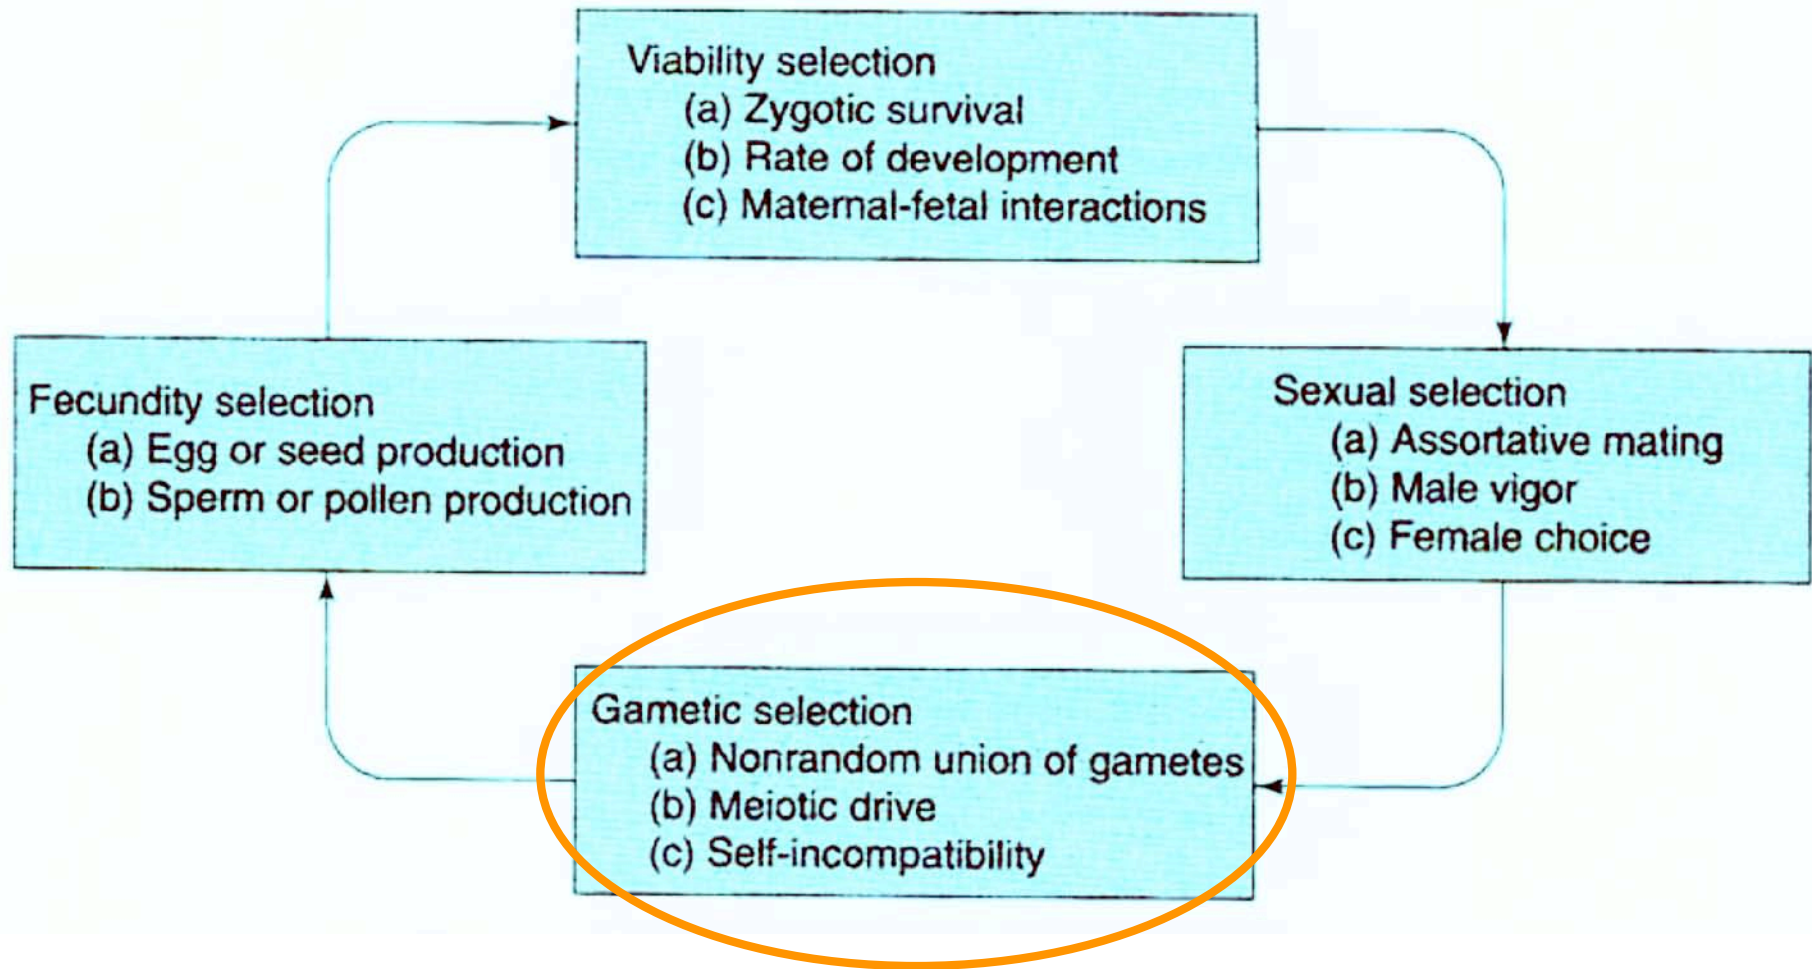 Viability selection
(a) Zygotic survival
(b) Rate of development
(c) Maternal-fetal interactions
Fecundity selection
(a) Egg or seed production
(b) Sperm or pollen production
Sexual selection
(a) Assortative mating
(b) Male vigor
(c) Female choice
Gametic selection
(a) Nonrandom union of gametes
(b) Meiotic drive
(c) Self-incompatibility